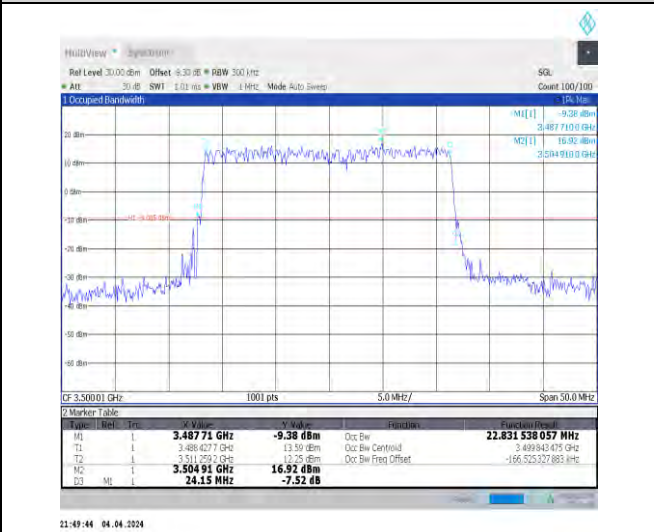 MultiView Spectrum
Ref Level 30.00 dBm Offset 9.30 dB RBW 300 kHz SGL
Att 30 dB SWT 1.01 ms VBW 1 MHz Mode Auto Sweep Count 100/100
1 Occupied Bandwidth 1Pk Max
M1[1] -9.38 dBm
3.487 710 0 GHz
M2[1] 16.92 dBm
3.504 910 0 GHz
20 dBm
10 dBm
0 dBm
-10 dBm
-20 dBm
-30 dBm
-40 dBm
-50 dBm
-60 dBm
CF 3.500 01 GHz 1001 pts 5.0 MHz/ Span 50.0 MHz
2 Marker Table
Type Ref Trc X Value Y Value Function Function Result
M1 1 3.487 71 GHz -9.38 dBm Occ Bw 22.831 538 057 MHz
T1 1 3.488 427 7 GHz 13.59 dBm Occ Bw Centroid 3.499 843 475 GHz
T2 1 3.511 259 2 GHz 12.25 dBm Occ Bw Freq Offset -166.525 327 883 kHz
M2 1 3.504 91 GHz 16.92 dBm
D3 M1 1 24.15 MHz -7.52 dB
21:49:44 04.04.2024